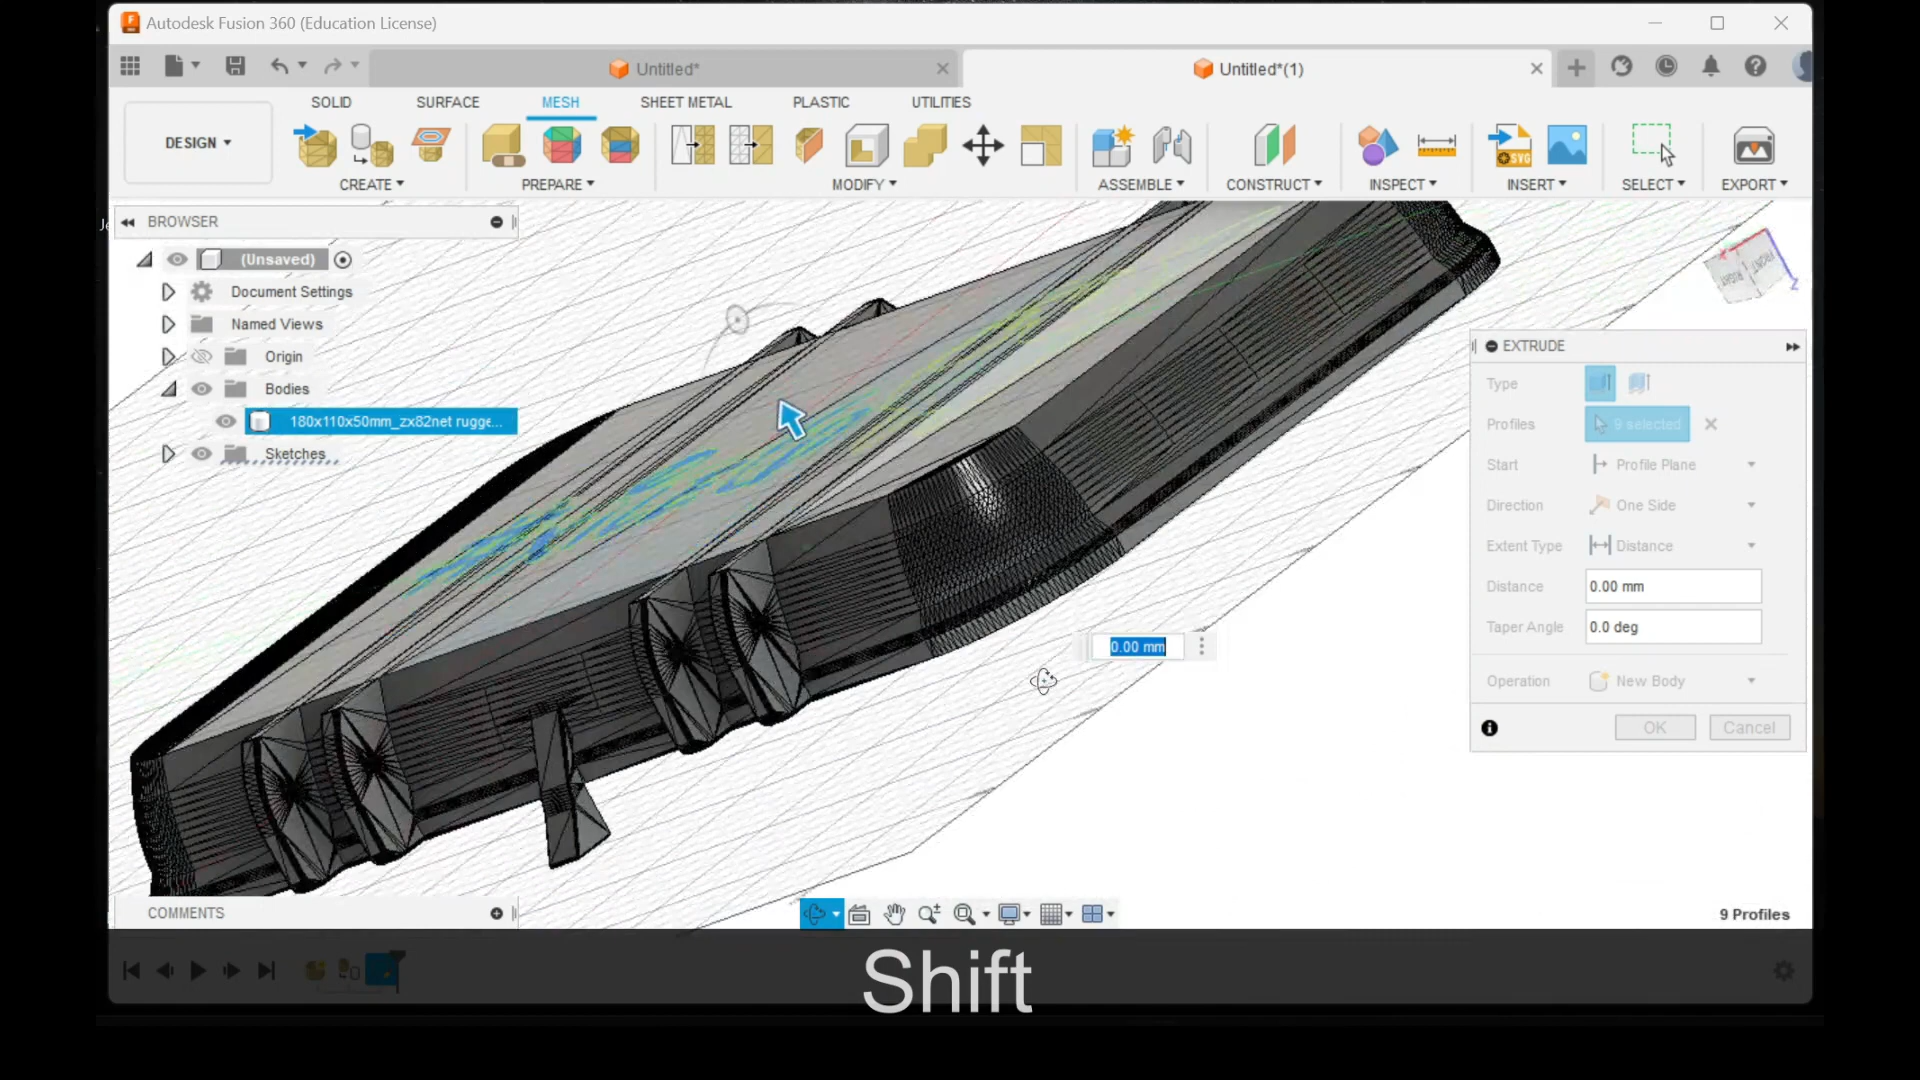 Autodesk Fusion 360 (Education License)
Untitled*
Untitled*(1)
SOLID SURFACE MESH SHEET METAL PLASTIC UTILITIES
DESIGN
CREATE PREPARE MODIFY ASSEMBLE CONSTRUCT INSPECT INSERT SELECT EXPORT
SVG
BROWSER
(Unsaved)
Document Settings
Named Views
Origin
Bodies
180x110x50mm_zx82net rugge...
Sketches
FRONT
RIGHT
Z
EXTRUDE
Type
Profiles 9 selected
Start Profile Plane
Direction One Side
Extent Type Distance
Distance 0.00 mm
Taper Angle 0.0 deg
Operation New Body
OK Cancel
0.00 mm
COMMENTS
9 Profiles
Shift